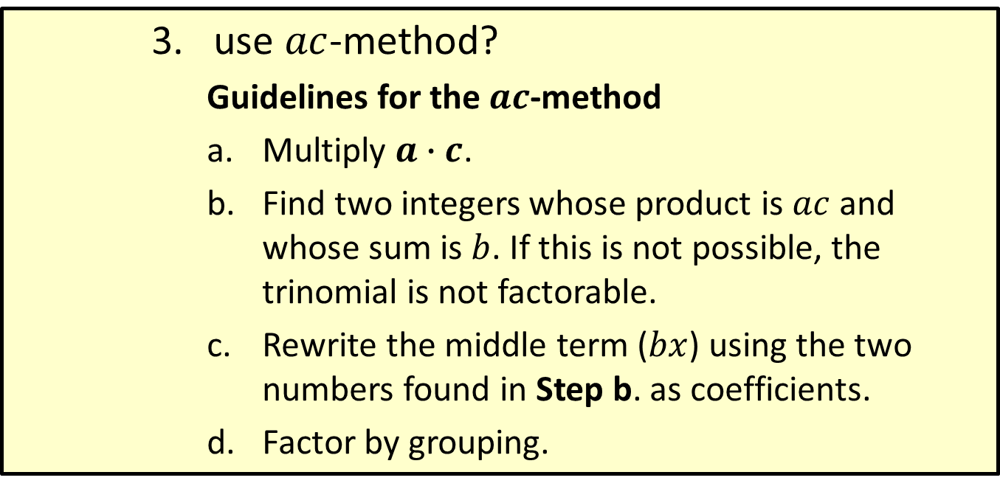 3. use ac-method?
Guidelines for the ac-method
a. Multiply a · c.
b. Find two integers whose product is ac and
whose sum is b. If this is not possible, the
trinomial is not factorable.
c. Rewrite the middle term (bx) using the two
numbers found in Step b. as coefficients.
d. Factor by grouping.